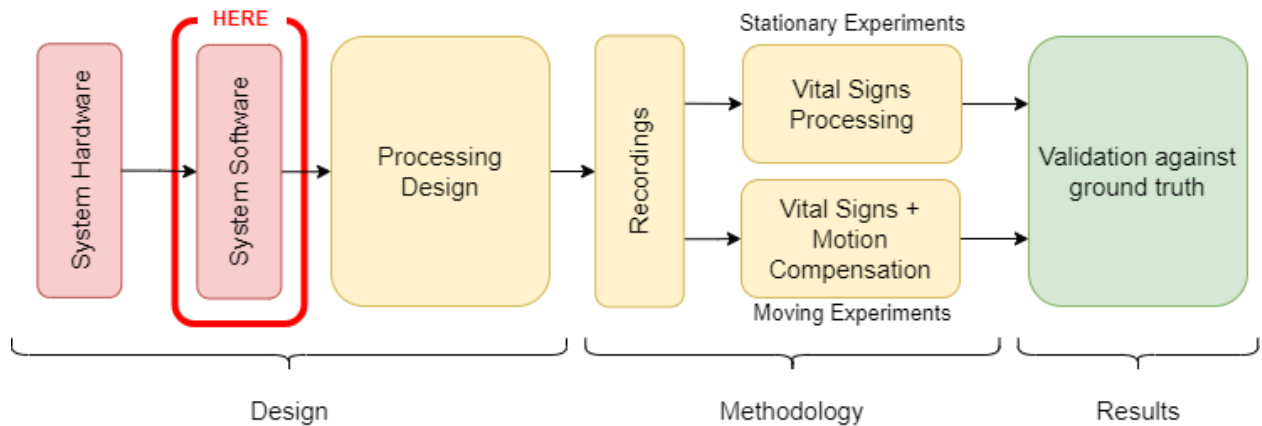 HERE
System Hardware
System Software
Processing
Design
Recordings
Stationary Experiments
Vital Signs
Processing
Vital Signs +
Motion
Compensation
Moving Experiments
Validation against
ground truth
Design
Methodology
Results